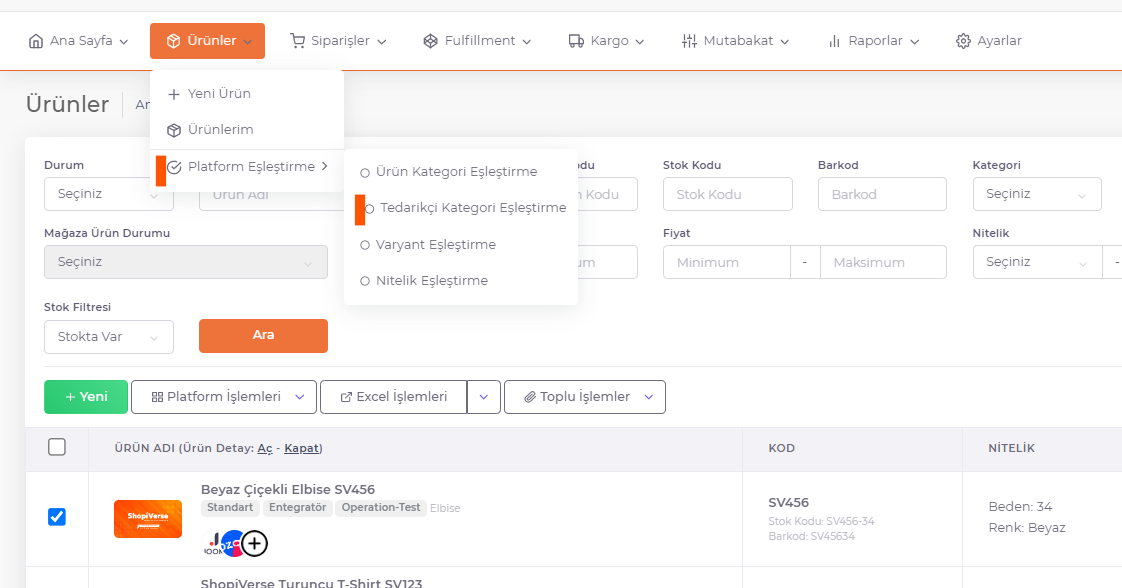 Ana Sayfa
Ürünler
Siparişler
Fulfillment
Kargo
Mutabakat
Raporlar
Ayarlar
Yeni Ürün
Ürünler
Ürünlerim
Platform Eşleştirme
Ürün Kategori Eşleştirme
Tedarikçi Kategori Eşleştirme
Varyant Eşleştirme
Nitelik Eşleştirme
Durum
Stok Kodu
Barkod
Kategori
Seçiniz
Ürün Adı
Stok Kodu
Barkod
Seçiniz
Mağaza Ürün Durumu
Fiyat
Nitelik
Seçiniz
Minimum
-
Maksimum
Seçiniz
-
Stok Filtresi
Stokta Var
Ara
+ Yeni
Platform İşlemleri
Excel İşlemleri
Toplu İşlemler
ÜRÜN ADI (Ürün Detay: Aç - Kapat)
KOD
NİTELİK
ShopiVerse
Beyaz Çiçekli Elbise SV456
Standart
Entegratör
Operation-Test
Elbise
SV456
Stok Kodu: SV456-34
Barkod: SV45634
Beden: 34
Renk: Beyaz
ShopiVerse Turuncu T-Shirt SV123